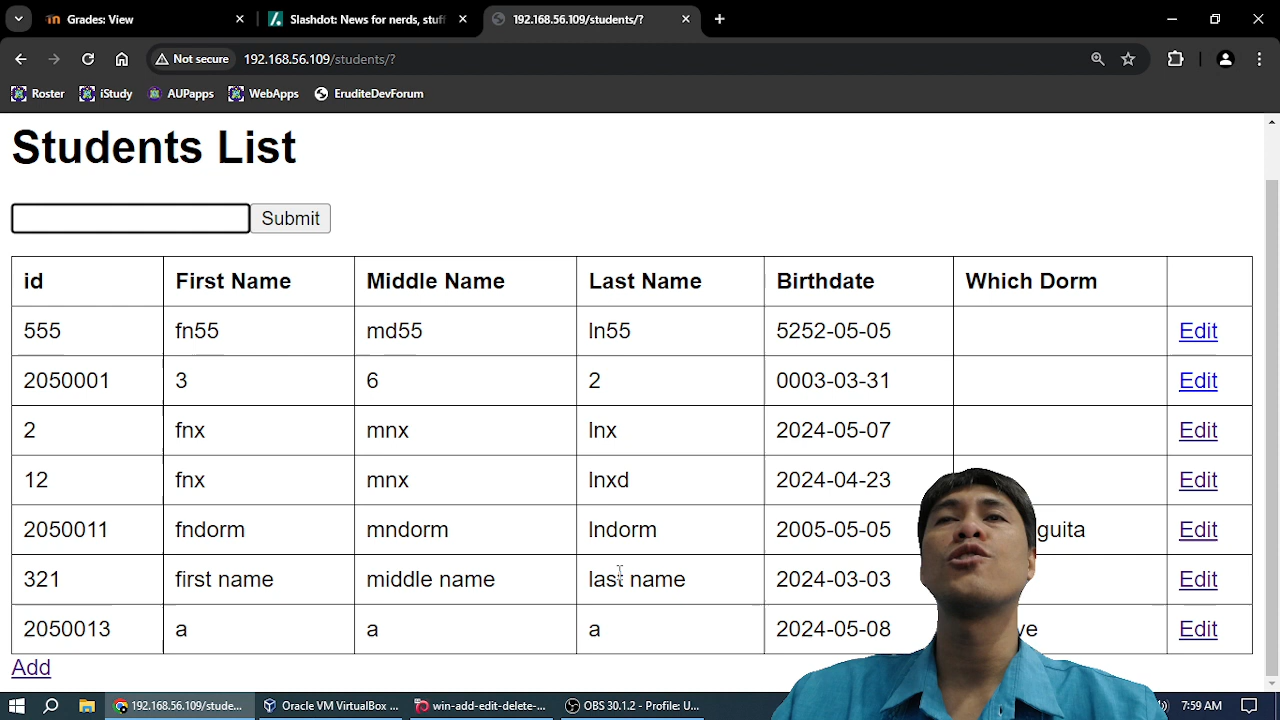 Grades: View
Slashdot: News for nerds, stuff
192.168.56.109/students/?
Not secure 192.168.56.109/students/?
Roster iStudy AUPapps WebApps EruditeDevForum
Students List
Submit
id First Name Middle Name Last Name Birthdate Which Dorm
555 fn55 md55 ln55 5252-05-05 Edit
2050001 3 6 2 0003-03-31 Edit
2 fnx mnx lnx 2024-05-07 Edit
12 fnx mnx lnxd 2024-04-23 Edit
2050011 fndorm mndorm lndorm 2005-05-05 guita Edit
321 first name middle name last name 2024-03-03 Edit
2050013 a a a 2024-05-08 ve Edit
Add
192.168.56.109/stude... Oracle VM VirtualBox ... win-add-edit-delete-... OBS 30.1.2 - Profile: U... 7:59 AM